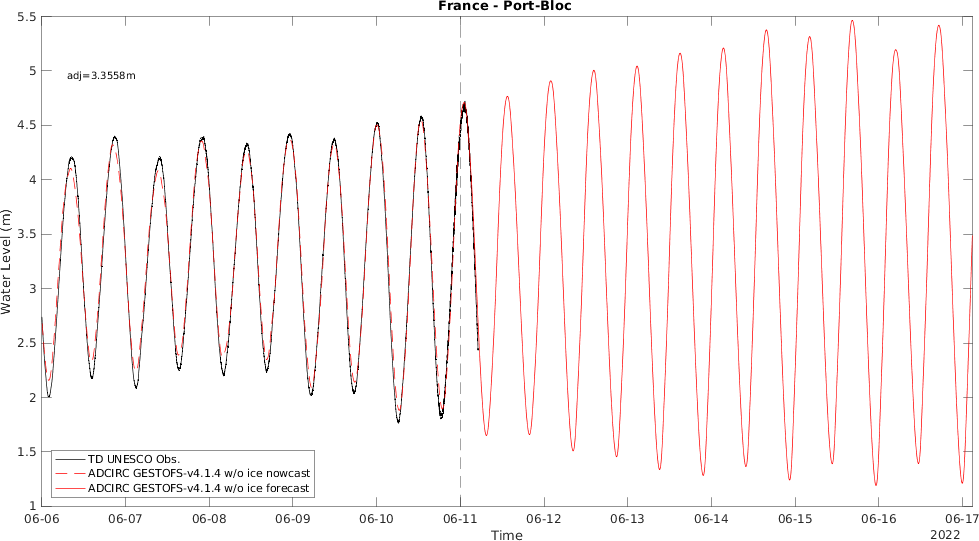 France - Port-Bloc
adj=3.3558m
Water Level (m)
5.5
5
4.5
4
3.5
3
2.5
2
1.5
1
TD UNESCO Obs.
ADCIRC GESTOFS-v4.1.4 w/o ice nowcast
ADCIRC GESTOFS-v4.1.4 w/o ice forecast
06-06 06-07 06-08 06-09 06-10 06-11 06-12 06-13 06-14 06-15 06-16 06-17
Time
2022